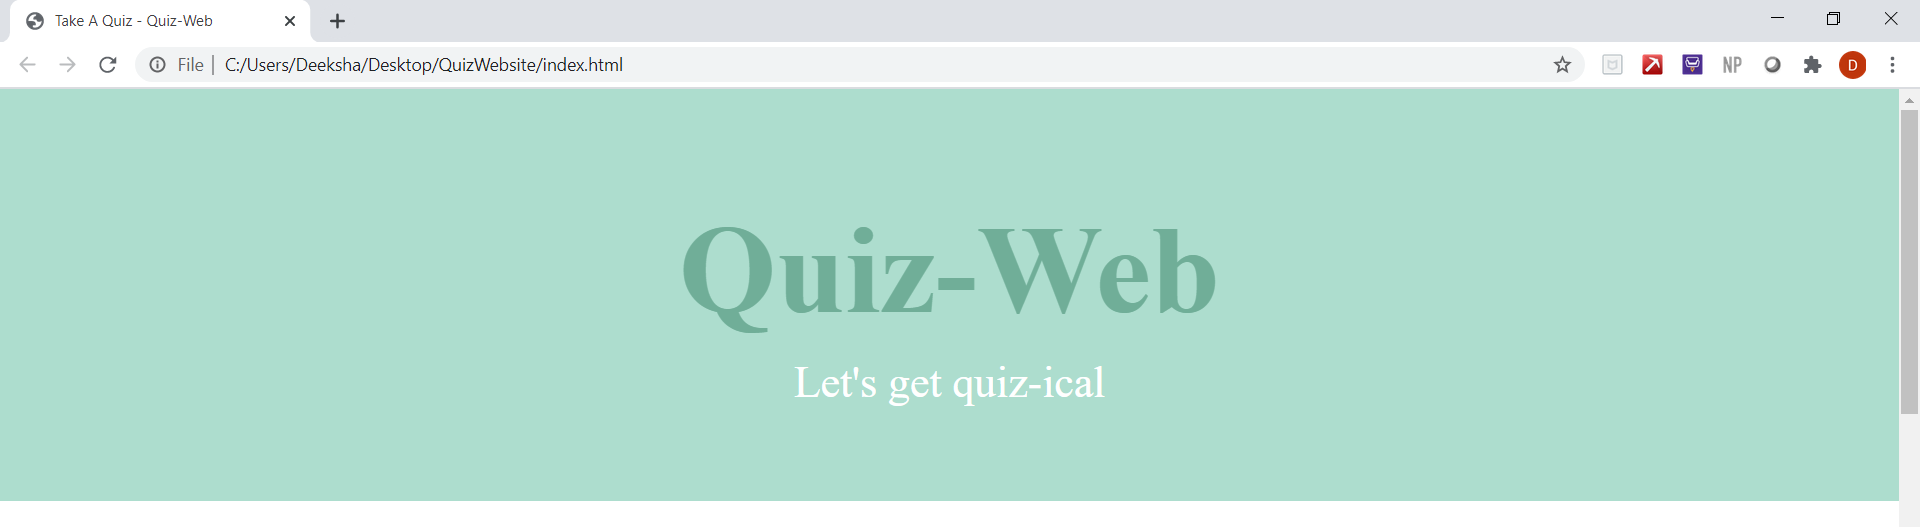 Take A Quiz - Quiz-Web
File | C:/Users/Deeksha/Desktop/QuizWebsite/index.html
NP
D
Quiz-Web
Let's get quiz-ical